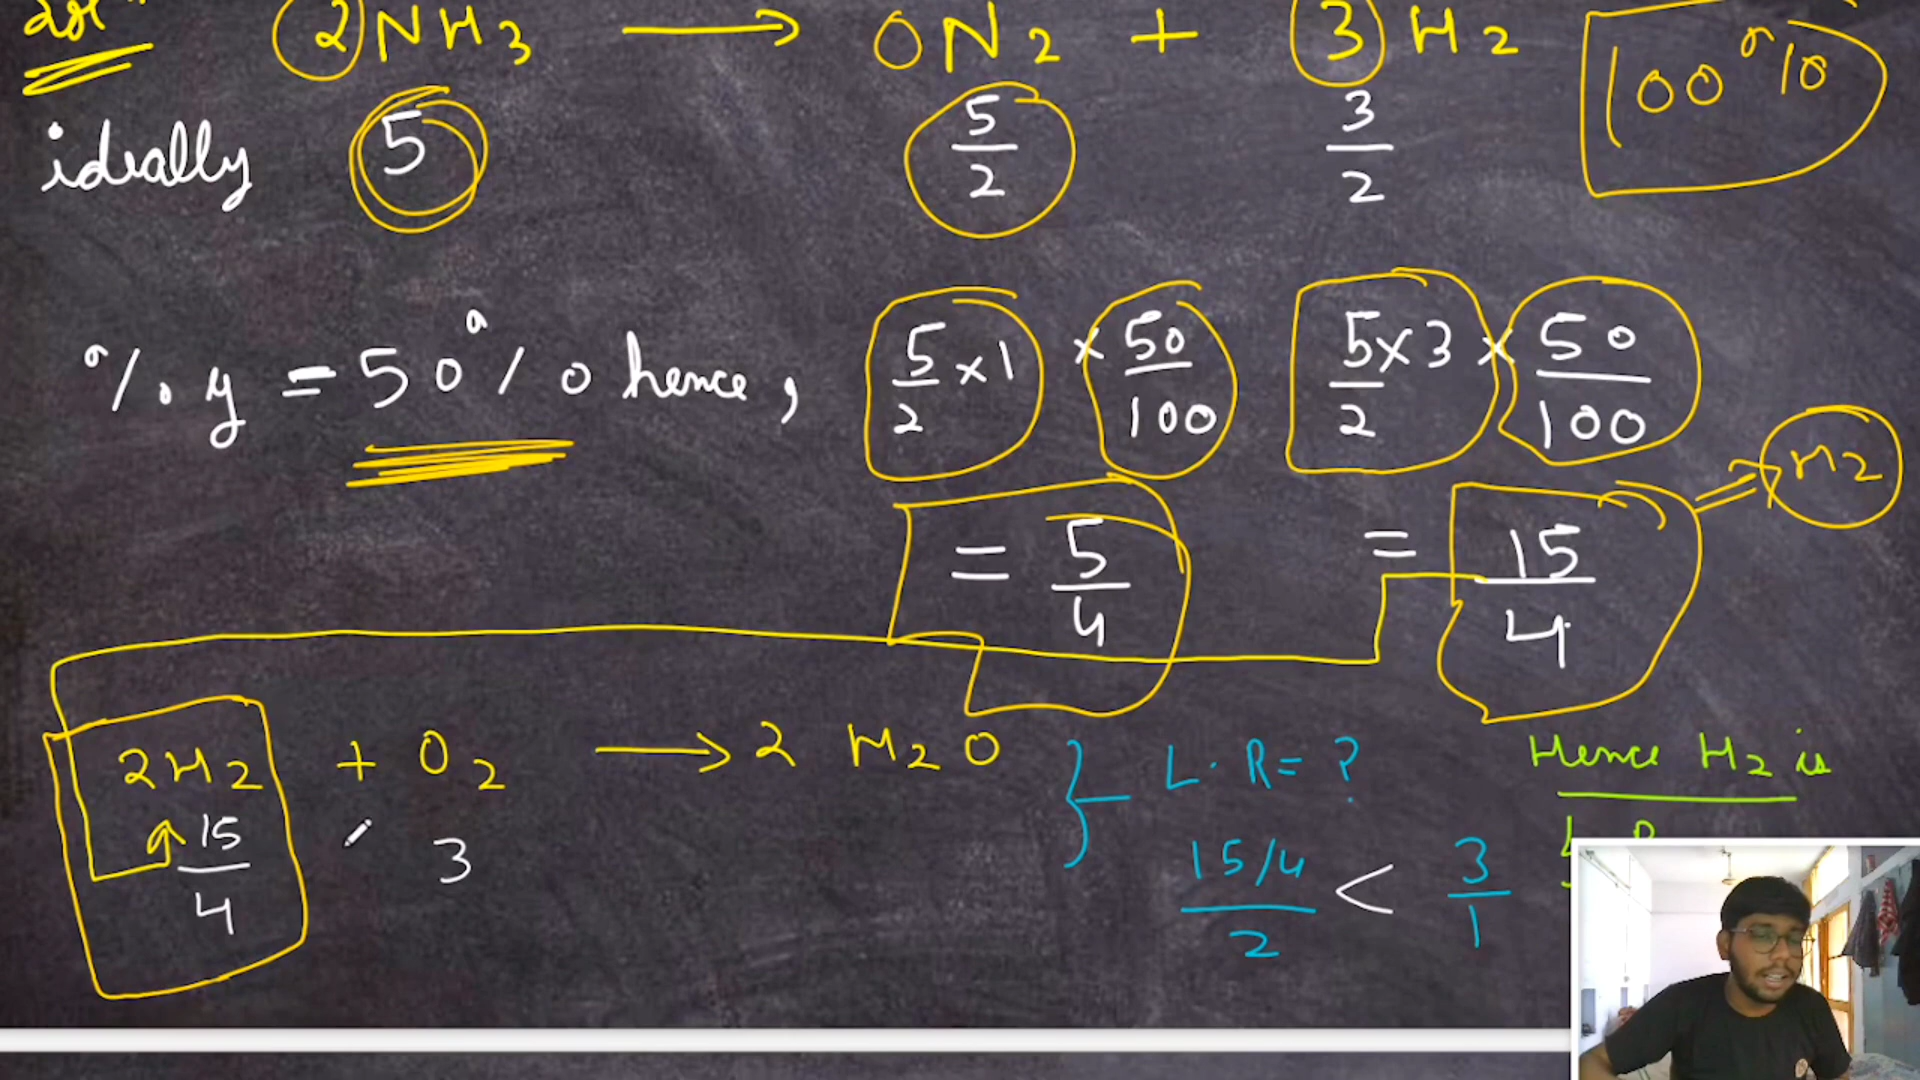 2NH3 → 0N2 + 3H2 100%
ideally 5 5/2 3/2
%y = 50% hence, 5/2 × 1 × 50/100 5/2 × 3 × 50/100
= 5/4 = 15/4 ⇒ H2
2H2 + O2 → 2H2O } L.R = ? Hence H2 is
15/4 3 15/4 / 2 < 3/1